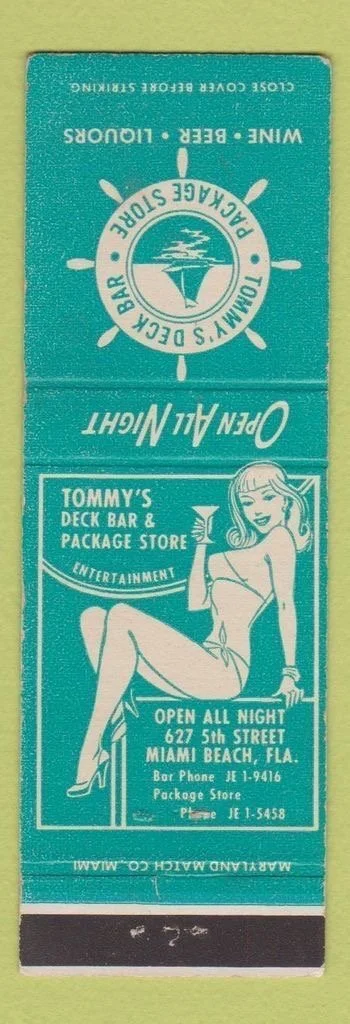 CLOSE COVER BEFORE STRIKING
WINE • BEER • LIQUORS
PACKAGE STORE
TOMMY'S DECK BAR
OPEN ALL NIGHT
TOMMY'S
DECK BAR &
PACKAGE STORE
ENTERTAINMENT
OPEN ALL NIGHT
627 5th STREET
MIAMI BEACH, FLA.
Bar Phone JE 1-9416
Package Store
Phone JE 1-5458
MARYLAND MATCH CO. MIAMI